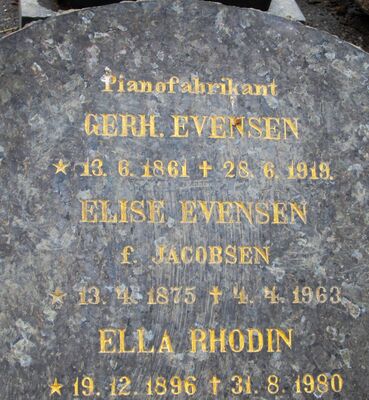 Pianofabrikant
GERH. EVENSEN
★ 13. 6. 1861 † 28. 6. 1919.
ELISE EVENSEN
f. JACOBSEN
★ 13. 4. 1875 † 4. 4. 1963
ELLA RHODIN
★ 19. 12. 1896 † 31. 8. 1980